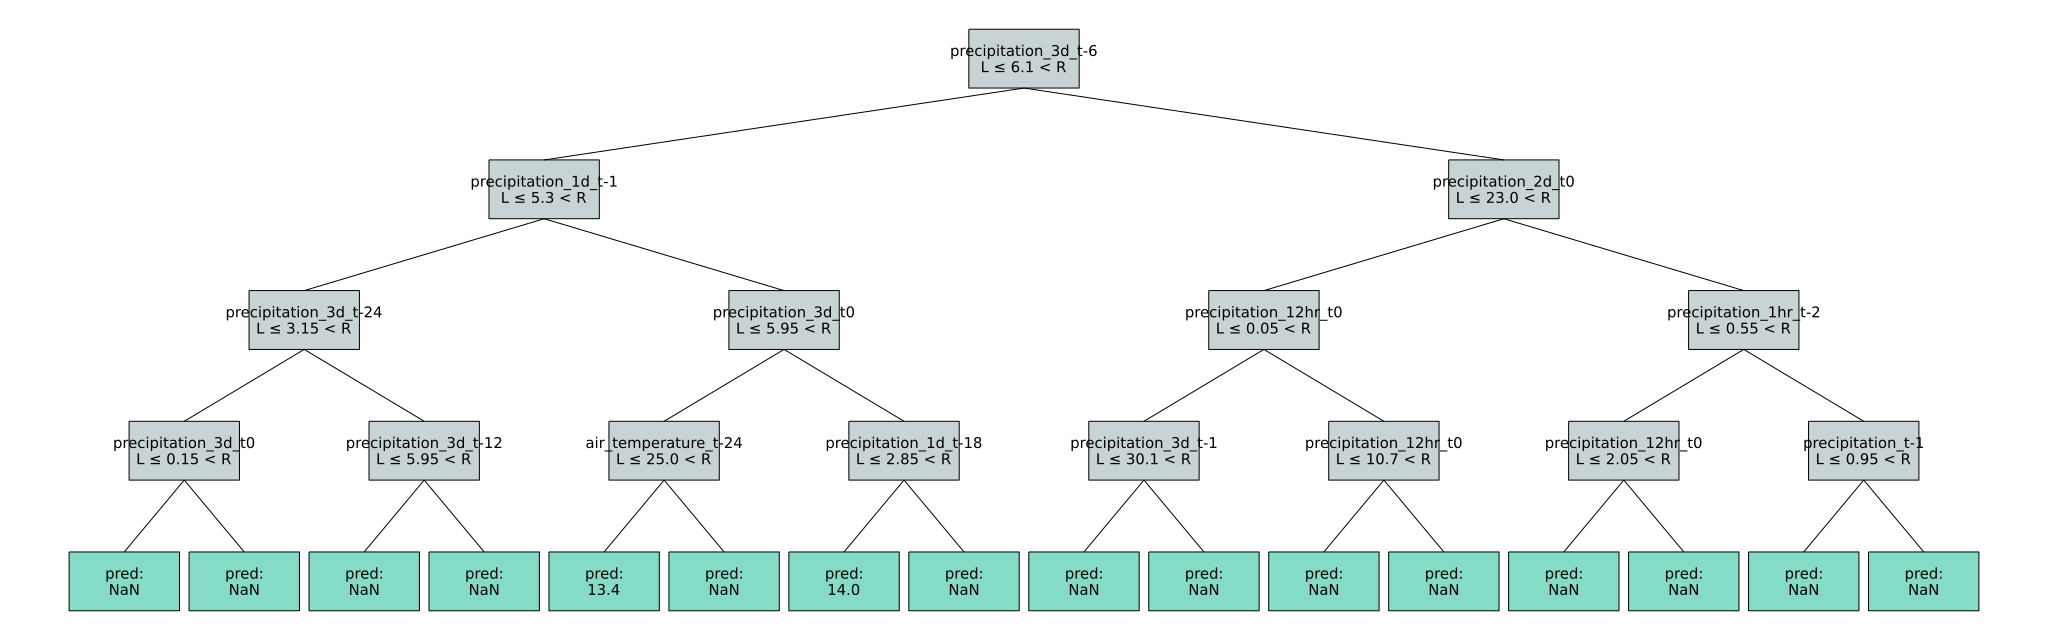 precipitation_3d_t-6
L ≤ 6.1 < R
precipitation_1d_t-1
L ≤ 5.3 < R
precipitation_2d_t0
L ≤ 23.0 < R
precipitation_3d_t-24
L ≤ 3.15 < R
precipitation_3d_t0
L ≤ 5.95 < R
precipitation_12hr_t0
L ≤ 0.05 < R
precipitation_1hr_t-2
L ≤ 0.55 < R
precipitation_3d_t0
L ≤ 0.15 < R
precipitation_3d_t-12
L ≤ 5.95 < R
air_temperature_t-24
L ≤ 25.0 < R
precipitation_1d_t-18
L ≤ 2.85 < R
precipitation_3d_t-1
L ≤ 30.1 < R
precipitation_12hr_t0
L ≤ 10.7 < R
precipitation_12hr_t0
L ≤ 2.05 < R
precipitation_t-1
L ≤ 0.95 < R
pred:
NaN
pred:
NaN
pred:
NaN
pred:
NaN
pred:
13.4
pred:
NaN
pred:
14.0
pred:
NaN
pred:
NaN
pred:
NaN
pred:
NaN
pred:
NaN
pred:
NaN
pred:
NaN
pred:
NaN
pred:
NaN